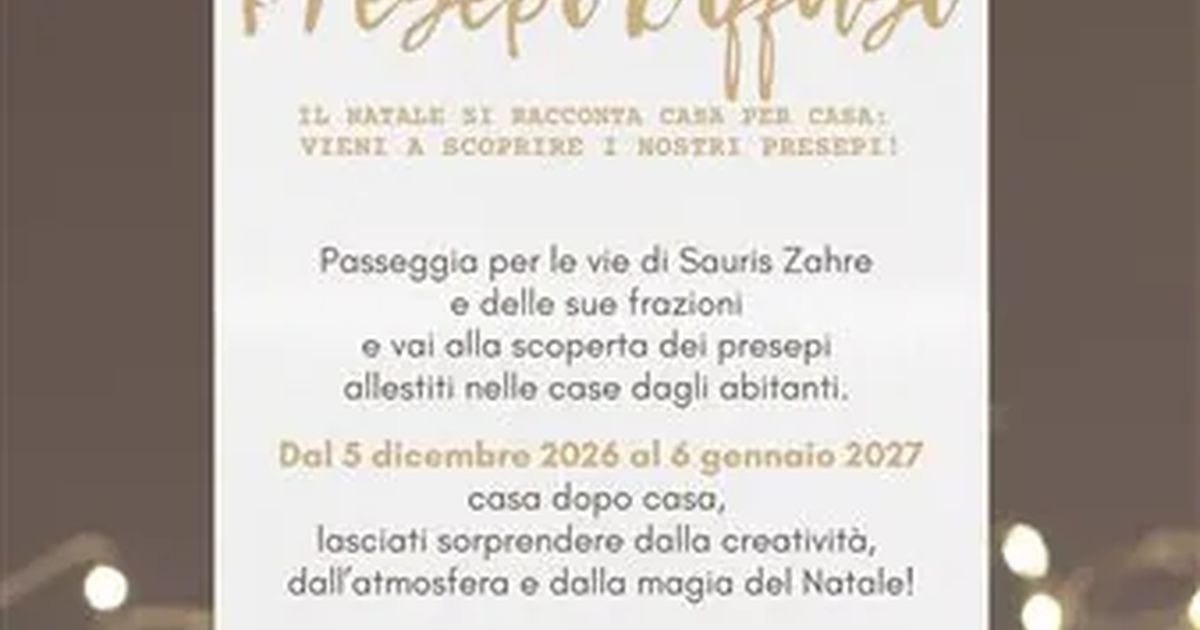 Presepi Diffusi
IL NATALE SI RACCONTA CASA PER CASA:
VIENI A SCOPRIRE I NOSTRI PRESEPI!
Passeggia per le vie di Sauris Zahre
e delle sue frazioni
e vai alla scoperta dei presepi
allestiti nelle case dagli abitanti.
Dal 5 dicembre 2026 al 6 gennaio 2027
casa dopo casa,
lasciati sorprendere dalla creatività,
dall'atmosfera e dalla magia del Natale!